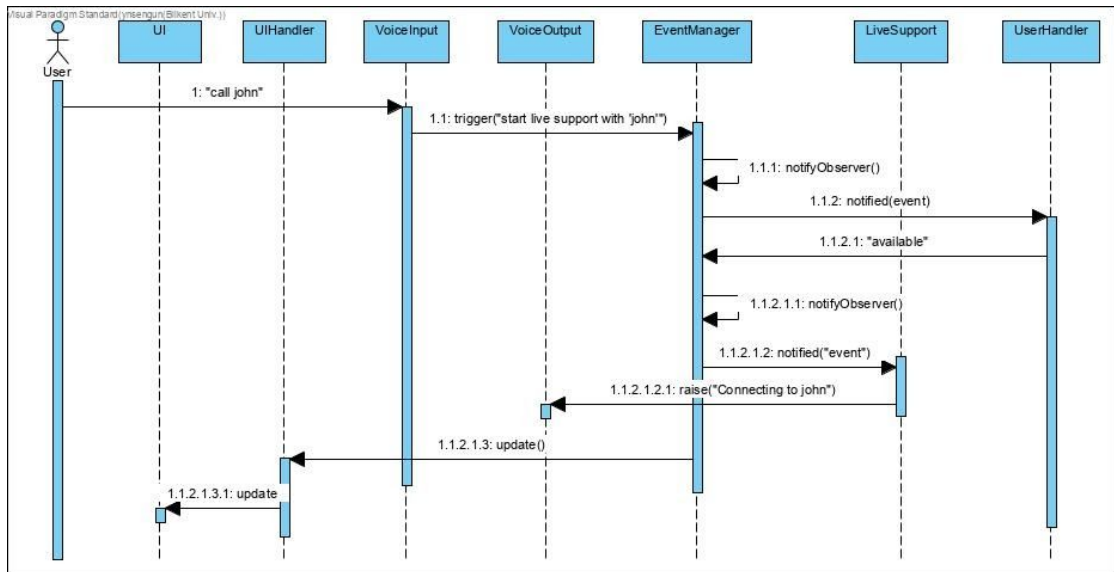 Visual Paradigm Standard(ynsengun(Bilkent Univ.))
UI
UIHandler
VoiceInput
VoiceOutput
EventManager
LiveSupport
UserHandler
User
1: "call john"
1.1: trigger("start live support with 'john'")
1.1.1: notifyObserver()
1.1.2: notified(event)
1.1.2.1: "available"
1.1.2.1.1: notifyObserver()
1.1.2.1.2: notified("event")
1.1.2.1.2.1: raise("Connecting to john")
1.1.2.1.3: update()
1.1.2.1.3.1: update